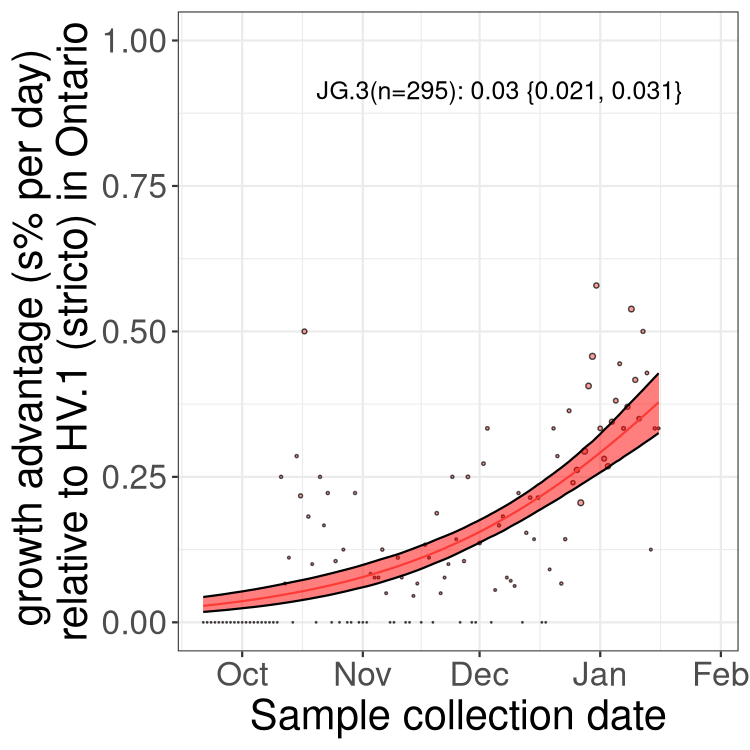 growth advantage (s% per day)
relative to HV.1 (stricto) in Ontario
1.00
0.75
0.50
0.25
0.00
JG.3(n=295): 0.03 {0.021, 0.031}
Oct Nov Dec Jan Feb
Sample collection date